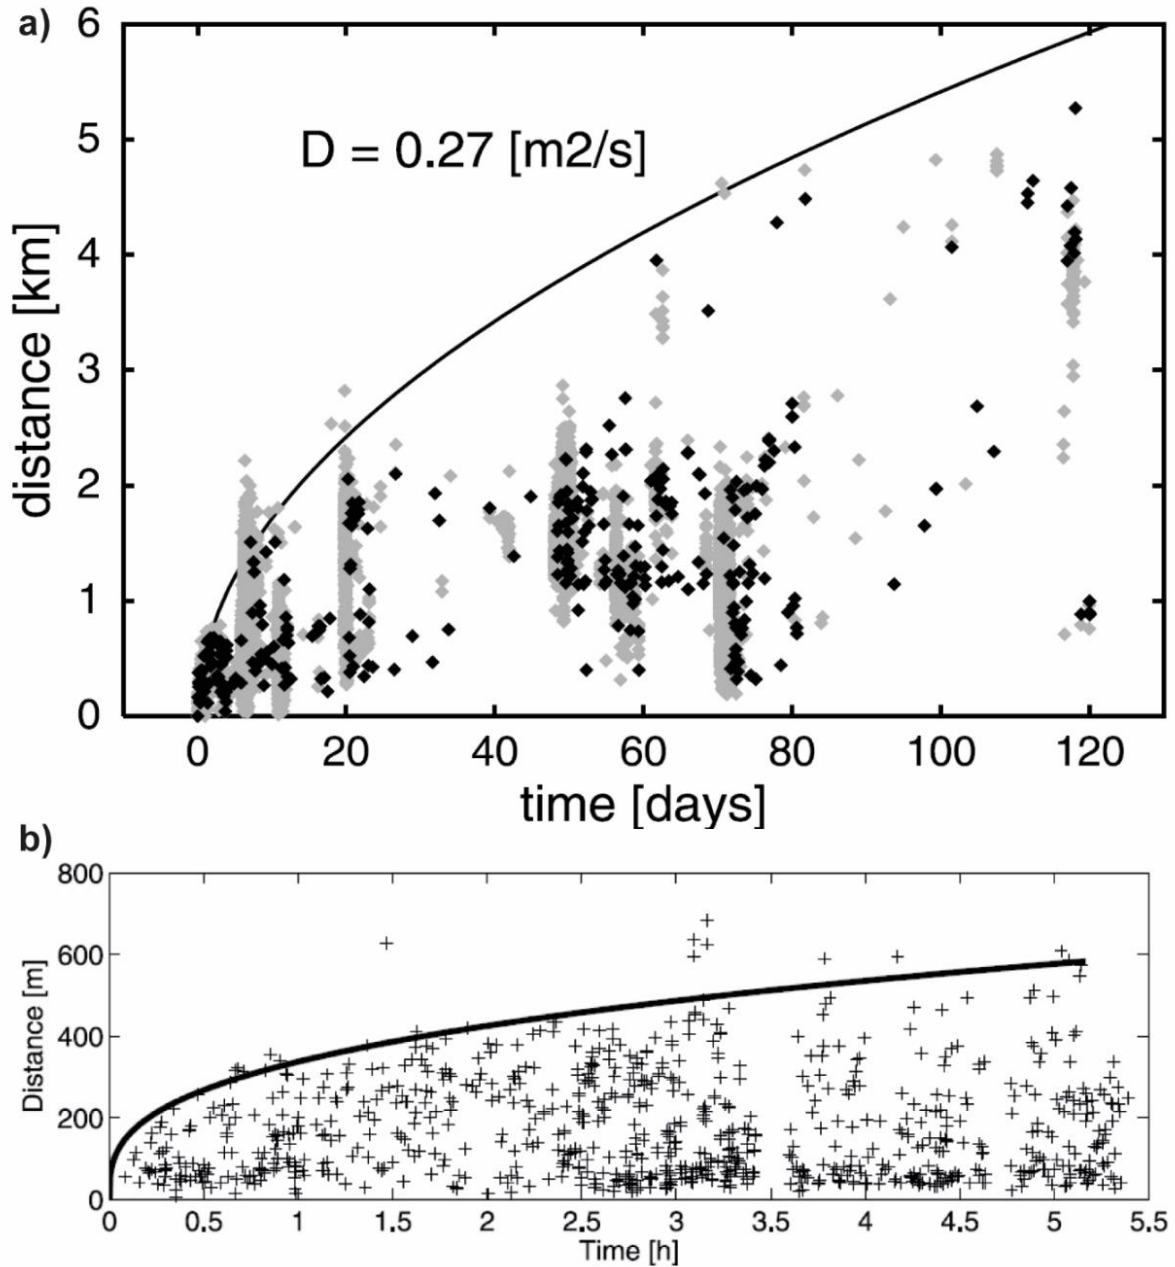 a)
6
5
4
3
2
1
0
distance [km]
D = 0.27 [m2/s]
0 20 40 60 80 100 120
time [days]
b)
800
600
400
200
0
Distance [m]
0 0.5 1 1.5 2 2.5 3 3.5 4 4.5 5 5.5
Time [h]